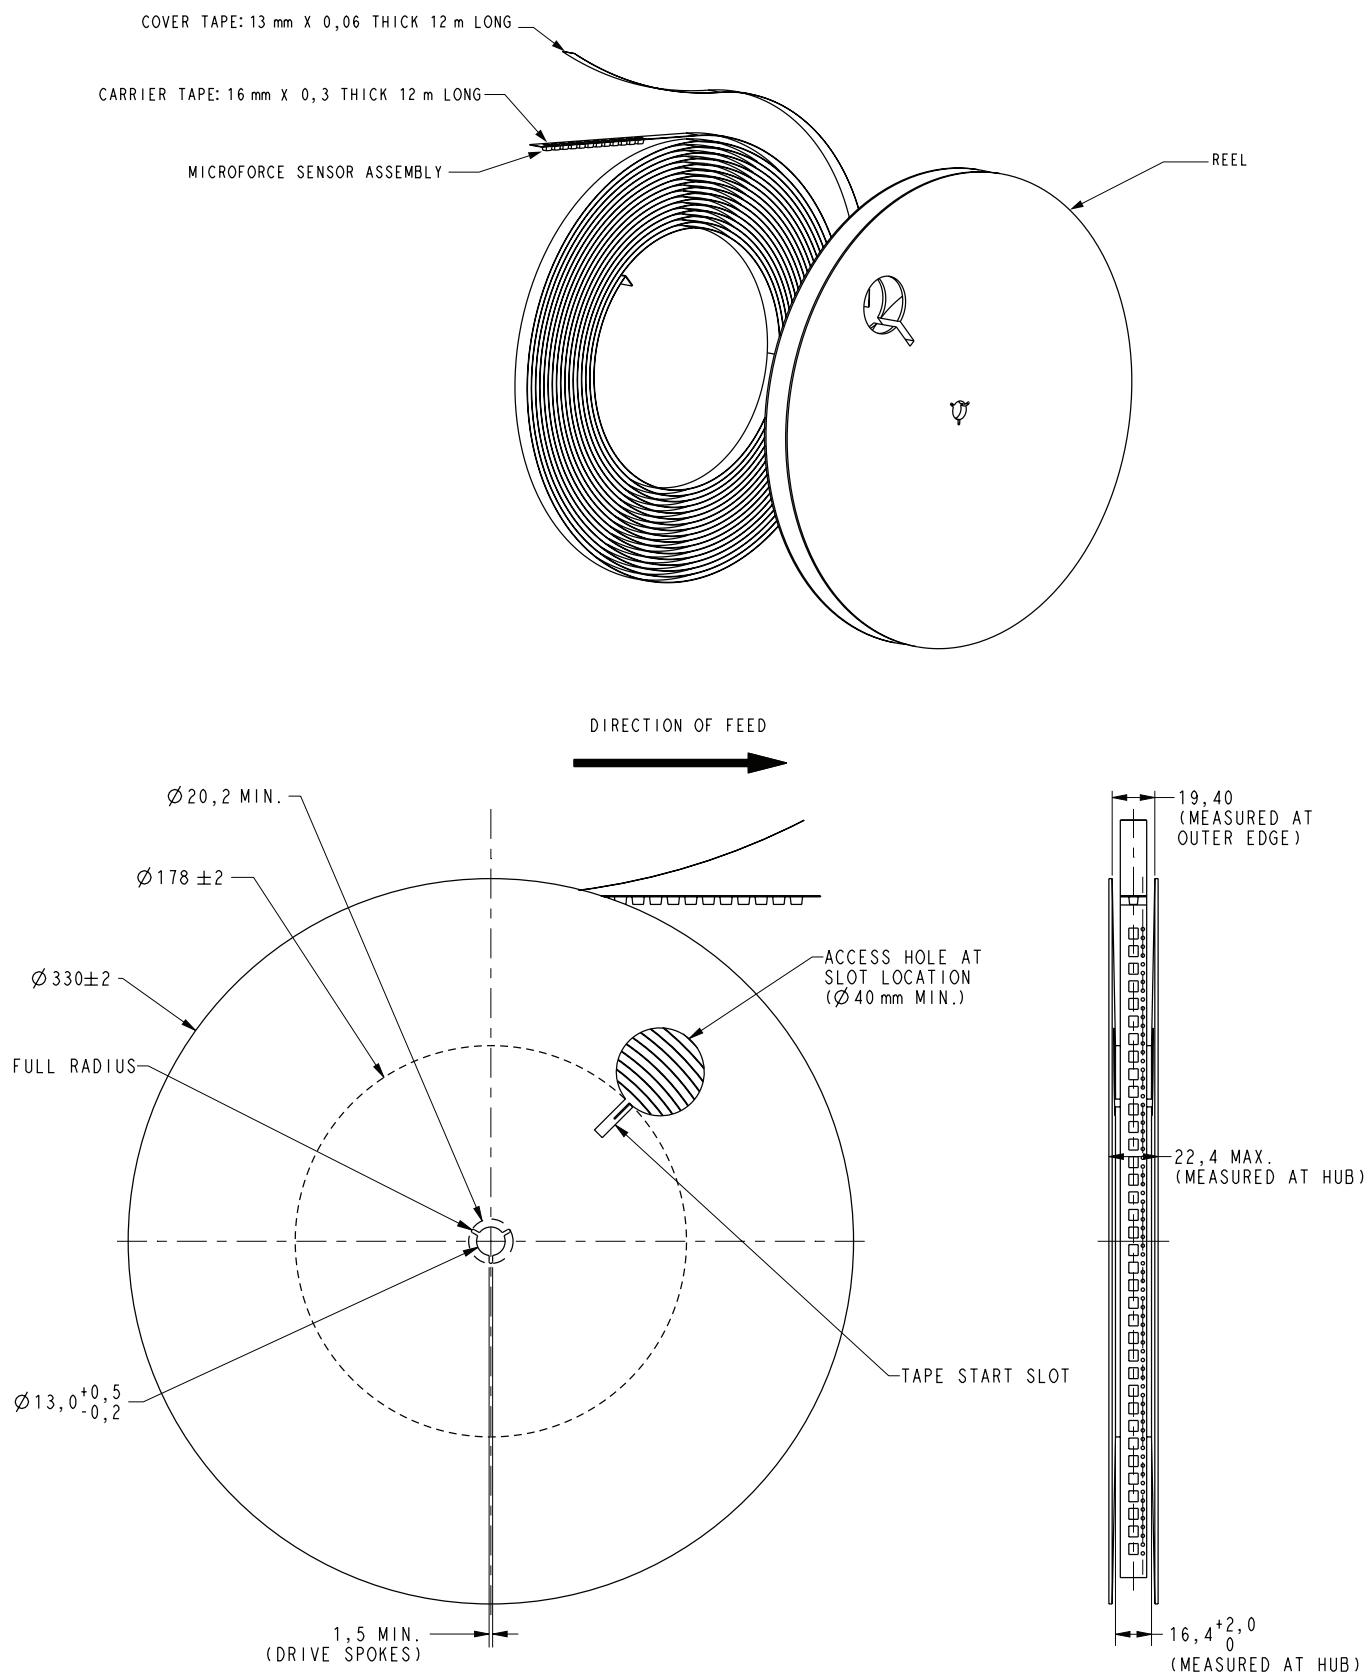 COVER TAPE: 13 mm X 0,06 THICK 12 m LONG
CARRIER TAPE: 16 mm X 0,3 THICK 12 m LONG
MICROFORCE SENSOR ASSEMBLY
REEL
DIRECTION OF FEED
Ø20,2 MIN.
Ø178 ±2
Ø330±2
FULL RADIUS
Ø13,0 +0,5
-0,2
ACCESS HOLE AT
SLOT LOCATION
(Ø40 mm MIN.)
TAPE START SLOT
1,5 MIN.
(DRIVE SPOKES)
19,40
(MEASURED AT
OUTER EDGE)
22,4 MAX.
(MEASURED AT HUB)
16,4 +2,0
0
(MEASURED AT HUB)